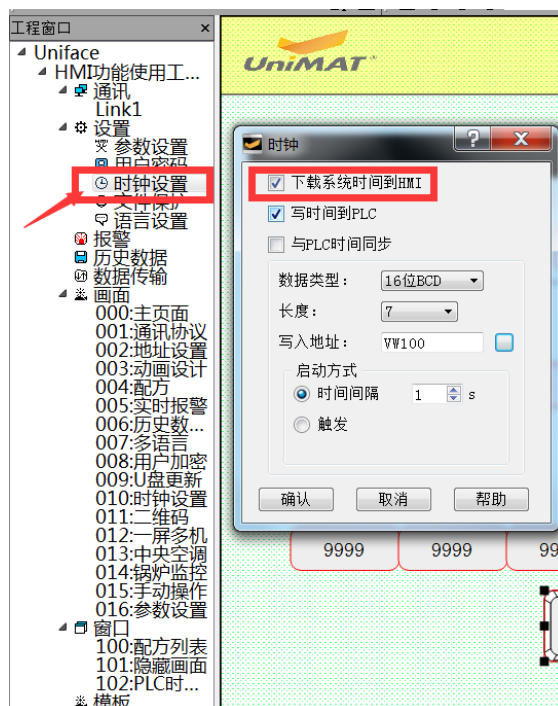 工程窗口
×
Uniface
HMI功能使用工...
通讯
Link1
设置
参数设置
用户密码
时钟设置
文件保护
语言设置
报警
历史数据
数据传输
画面
000:主页面
001:通讯协议
002:地址设置
003:动画设计
004:配方
005:实时报警
006:历史数...
007:多语言
008:用户加密
009:U盘更新
010:时钟设置
011:二维码
012:一屏多机
013:中央空调
014:锅炉监控
015:手动操作
016:参数设置
窗口
100:配方列表
101:隐藏画面
102:PLC时...
模板
UniMAT®
时钟
?
X
下载系统时间到HMI
写时间到PLC
与PLC时间同步
数据类型：
16位BCD
长度：
7
写入地址：
VW100
启动方式
时间间隔
1
s
触发
确认
取消
帮助
9999
9999
99